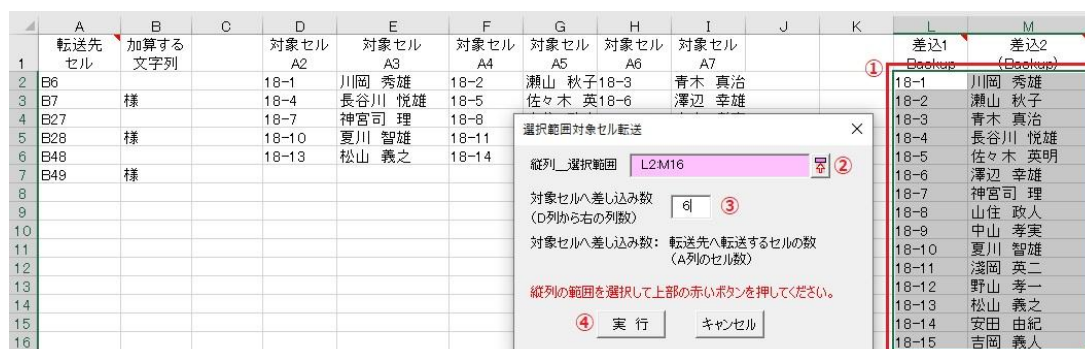 A B C D E F G H I J K L M
転送先 加算する 対象セル 対象セル 対象セル 対象セル 対象セル 対象セル 差込1 差込2
1 セル 文字列 A2 A3 A4 A5 A6 A7 ① (Backup)
2 B6 18-1 川岡 秀雄 18-2 瀬山 秋子 18-3 青木 真治 18-1 川岡 秀雄
3 B7 様 18-4 長谷川 悦雄 18-5 佐々木 英 18-6 澤辺 幸雄 18-2 瀬山 秋子
4 B27 18-7 神宮司 理 18-8 18-3 青木 真治
5 B28 様 18-10 夏川 智雄 18-11 18-4 長谷川 悦雄
6 B48 18-13 松山 義之 18-14 18-5 佐々木 英明
7 B49 様 18-6 澤辺 幸雄
8 18-7 神宮司 理
9 18-8 山住 政人
10 18-9 中山 孝実
11 18-10 夏川 智雄
12 18-11 淺岡 英二
13 18-12 野山 孝一
14 18-13 松山 義之
15 18-14 安田 由紀
16 18-15 吉岡 義人
選択範囲対象セル転送 ×
縦列__選択範囲 L2:M16 ②
対象セルへ差し込み数 6 ③
(D列から右の列数)
対象セルへ差し込み数： 転送先へ転送するセルの数
(A列のセル数)
縦列の範囲を選択して上部の赤いボタンを押してください。
④ 実 行 キャンセル